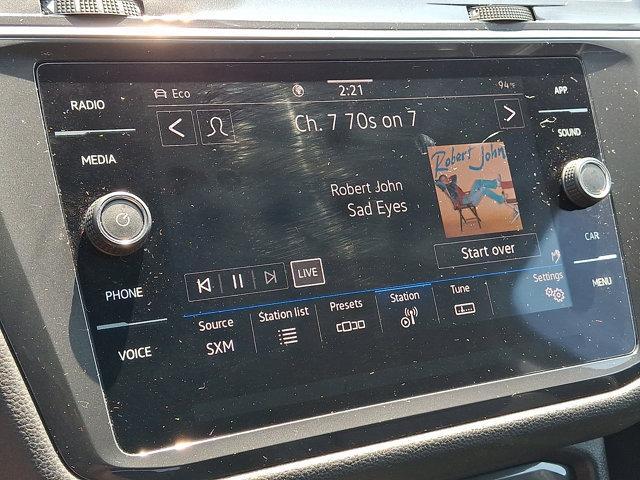 RADIO
MEDIA
PHONE
VOICE
Eco
2:21
94°F
Ch. 7 70s on 7
Robert John
Robert John
Sad Eyes
Start over
LIVE
Source
SXM
Station list
Presets
Station
Tune
Settings
APP
SOUND
CAR
MENU